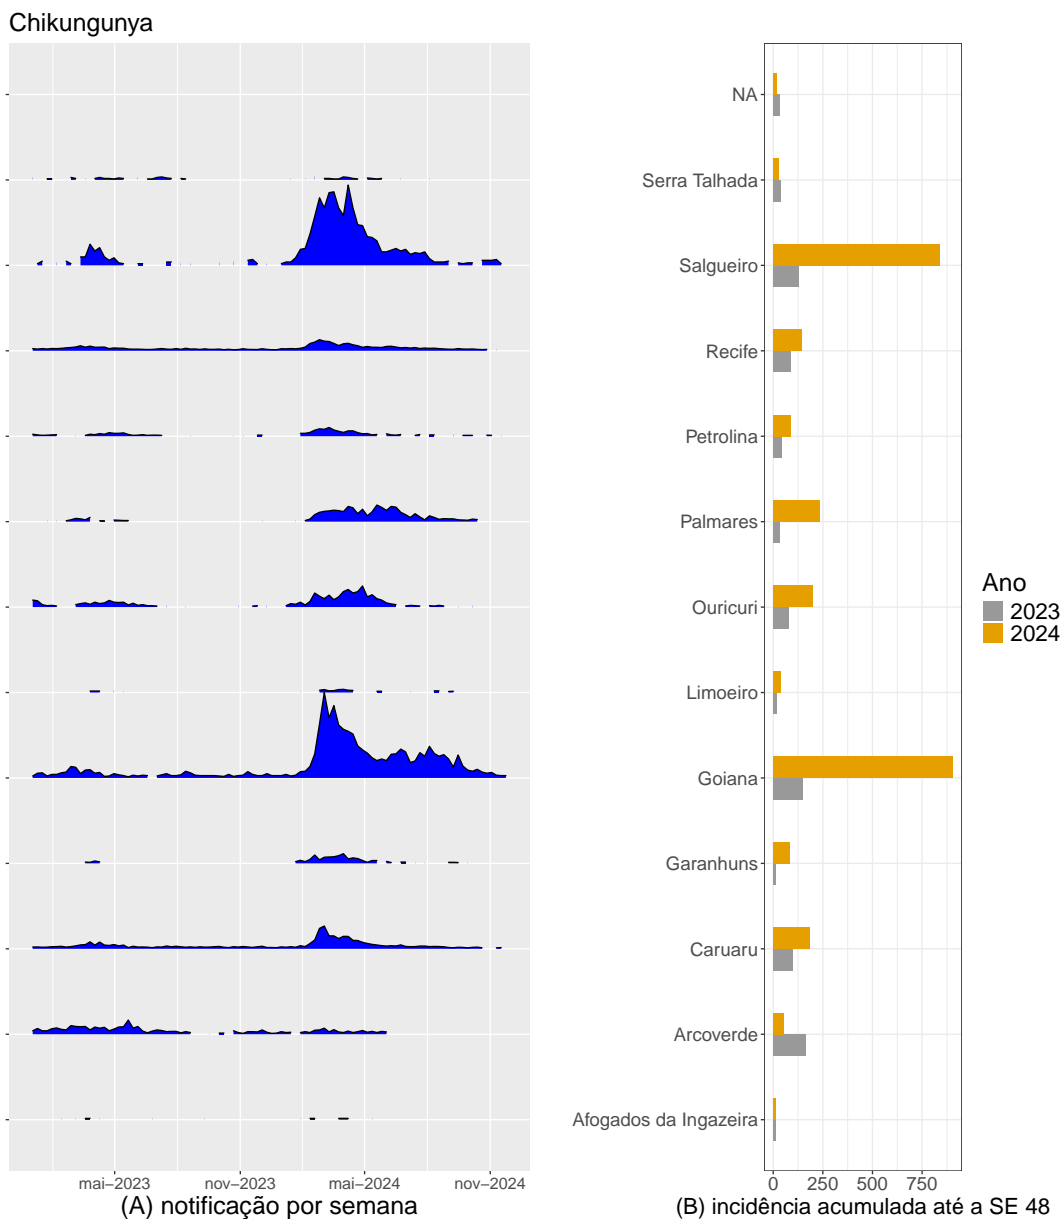 Chikungunya
NA
Serra Talhada
Salgueiro
Recife
Petrolina
Palmares
Ouricuri
Limoeiro
Goiana
Garanhuns
Caruaru
Arcoverde
Afogados da Ingazeira
mai−2023 nov−2023 mai−2024 nov−2024
(A) notificação por semana
0 250 500 750
(B) incidência acumulada até a SE 48
Ano
2023
2024